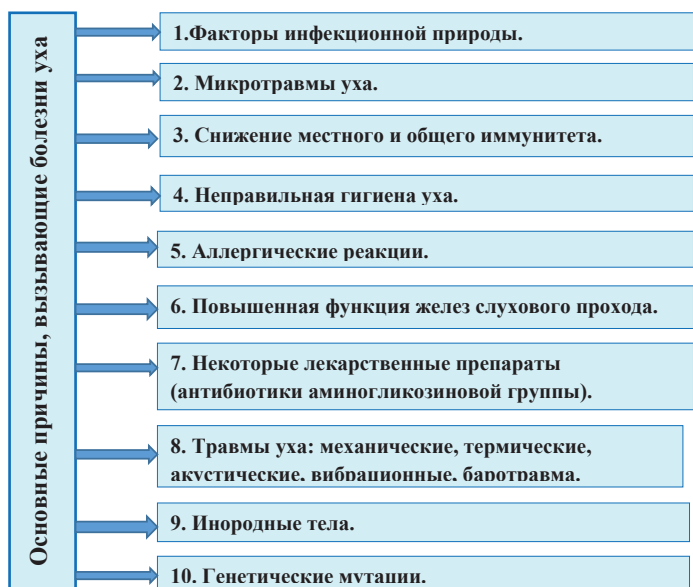 Основные причины, вызывающие болезни уха
1.Факторы инфекционной природы.
2. Микротравмы уха.
3. Снижение местного и общего иммунитета.
4. Неправильная гигиена уха.
5. Аллергические реакции.
6. Повышенная функция желез слухового прохода.
7. Некоторые лекарственные препараты
(антибиотики аминогликозиновой группы).
8. Травмы уха: механические, термические,
акустические, вибрационные, баротравма.
9. Инородные тела.
10. Генетические мутации.